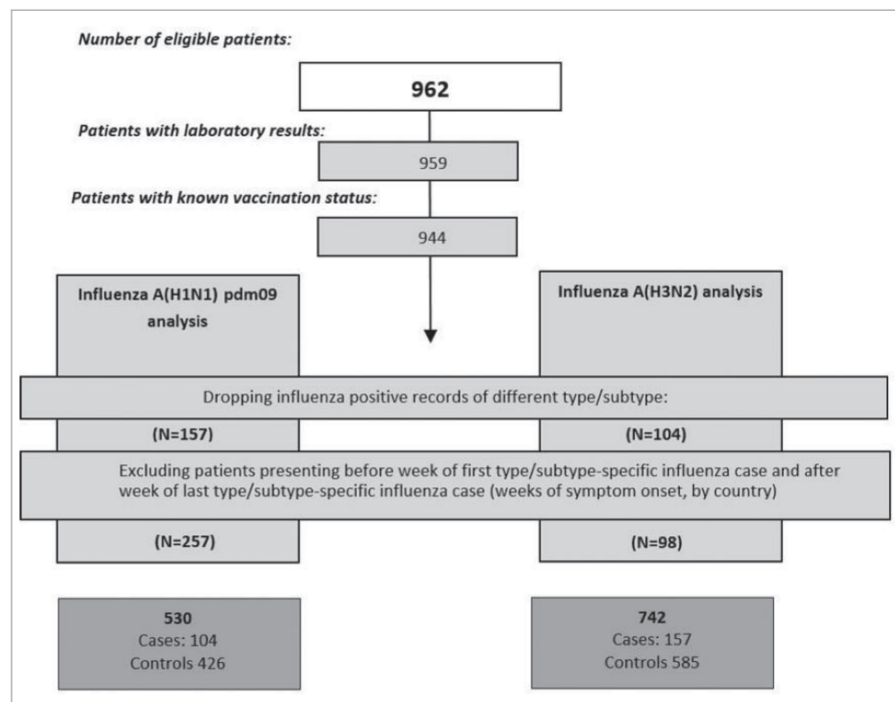 Number of eligible patients:
962
Patients with laboratory results:
959
Patients with known vaccination status:
944
Influenza A(H1N1) pdm09
analysis
Influenza A(H3N2) analysis
Dropping influenza positive records of different type/subtype:
(N=157)
(N=104)
Excluding patients presenting before week of first type/subtype-specific influenza case and after
week of last type/subtype-specific influenza case (weeks of symptom onset, by country)
(N=257)
(N=98)
530
Cases: 104
Controls 426
742
Cases: 157
Controls 585